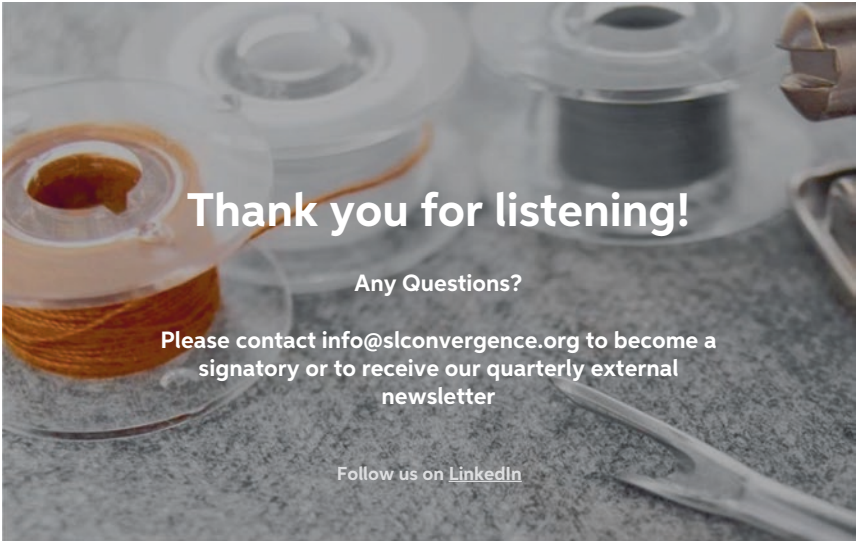 Thank you for listening!
Any Questions?
Please contact info@slconvergence.org to become a
signatory or to receive our quarterly external
newsletter
Follow us on LinkedIn